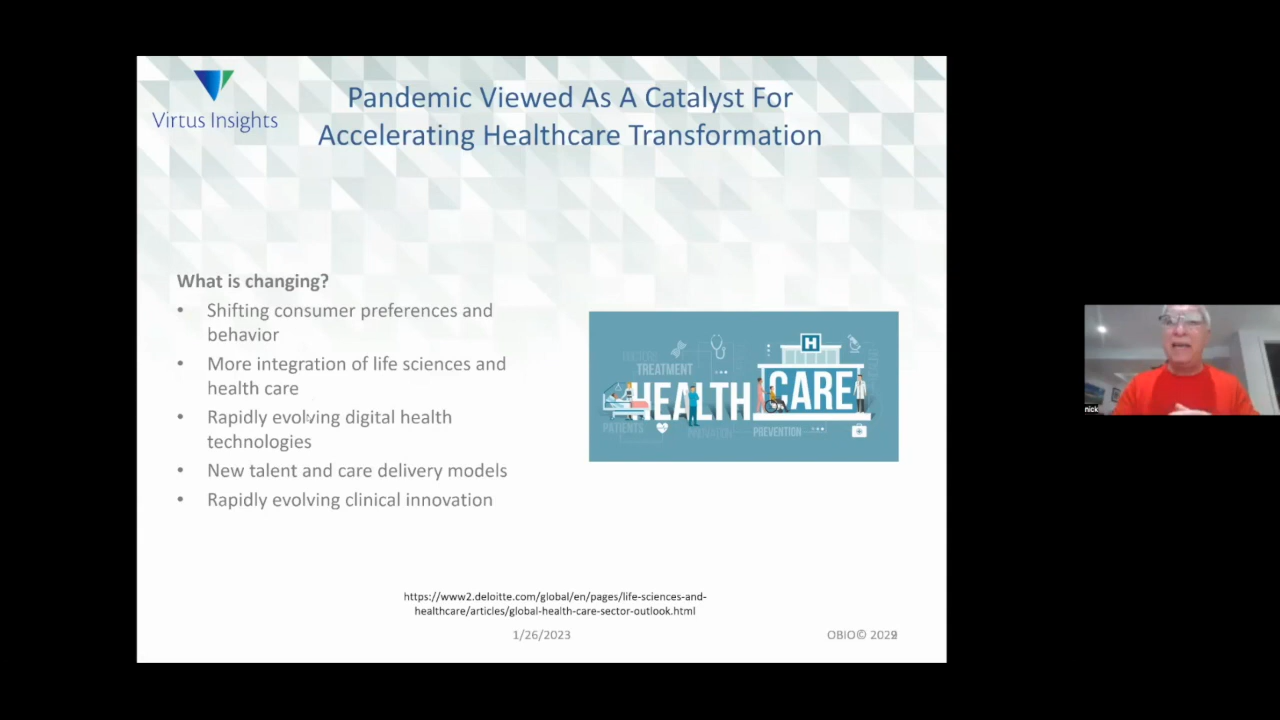 Virtus Insights
Pandemic Viewed As A Catalyst For
Accelerating Healthcare Transformation
What is changing?
• Shifting consumer preferences and
behavior
• More integration of life sciences and
health care
• Rapidly evolving digital health
technologies
• New talent and care delivery models
• Rapidly evolving clinical innovation
H
TREATMENT
HEALTH CARE
PATIENTS
PREVENTION
https://www2.deloitte.com/global/en/pages/life-sciences-and-
healthcare/articles/global-health-care-sector-outlook.html
1/26/2023
OBIO©
nick